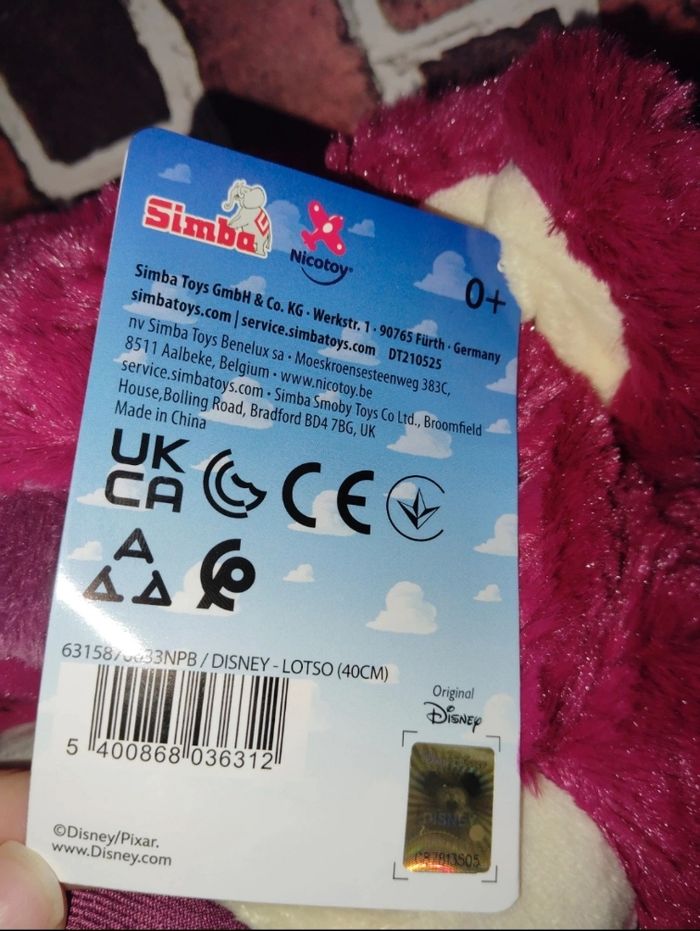 Simba
Nicotoy
0+
Simba Toys GmbH & Co. KG · Werkstr. 1 · 90765 Fürth · Germany
simbatoys.com | service.simbatoys.com DT210525
nv Simba Toys Benelux sa · Moeskroensesteenweg 383C,
8511 Aalbeke, Belgium · www.nicotoy.be
service.simbatoys.com · Simba Smoby Toys Co Ltd., Broomfield
House,Bolling Road, Bradford BD4 7BG, UK
Made in China
UK
CA
CE
/ DISNEY - LOTSO (40CM)
5 400868 036312
Original
Disney
DISNEY
©Disney/Pixar.
www.Disney.com